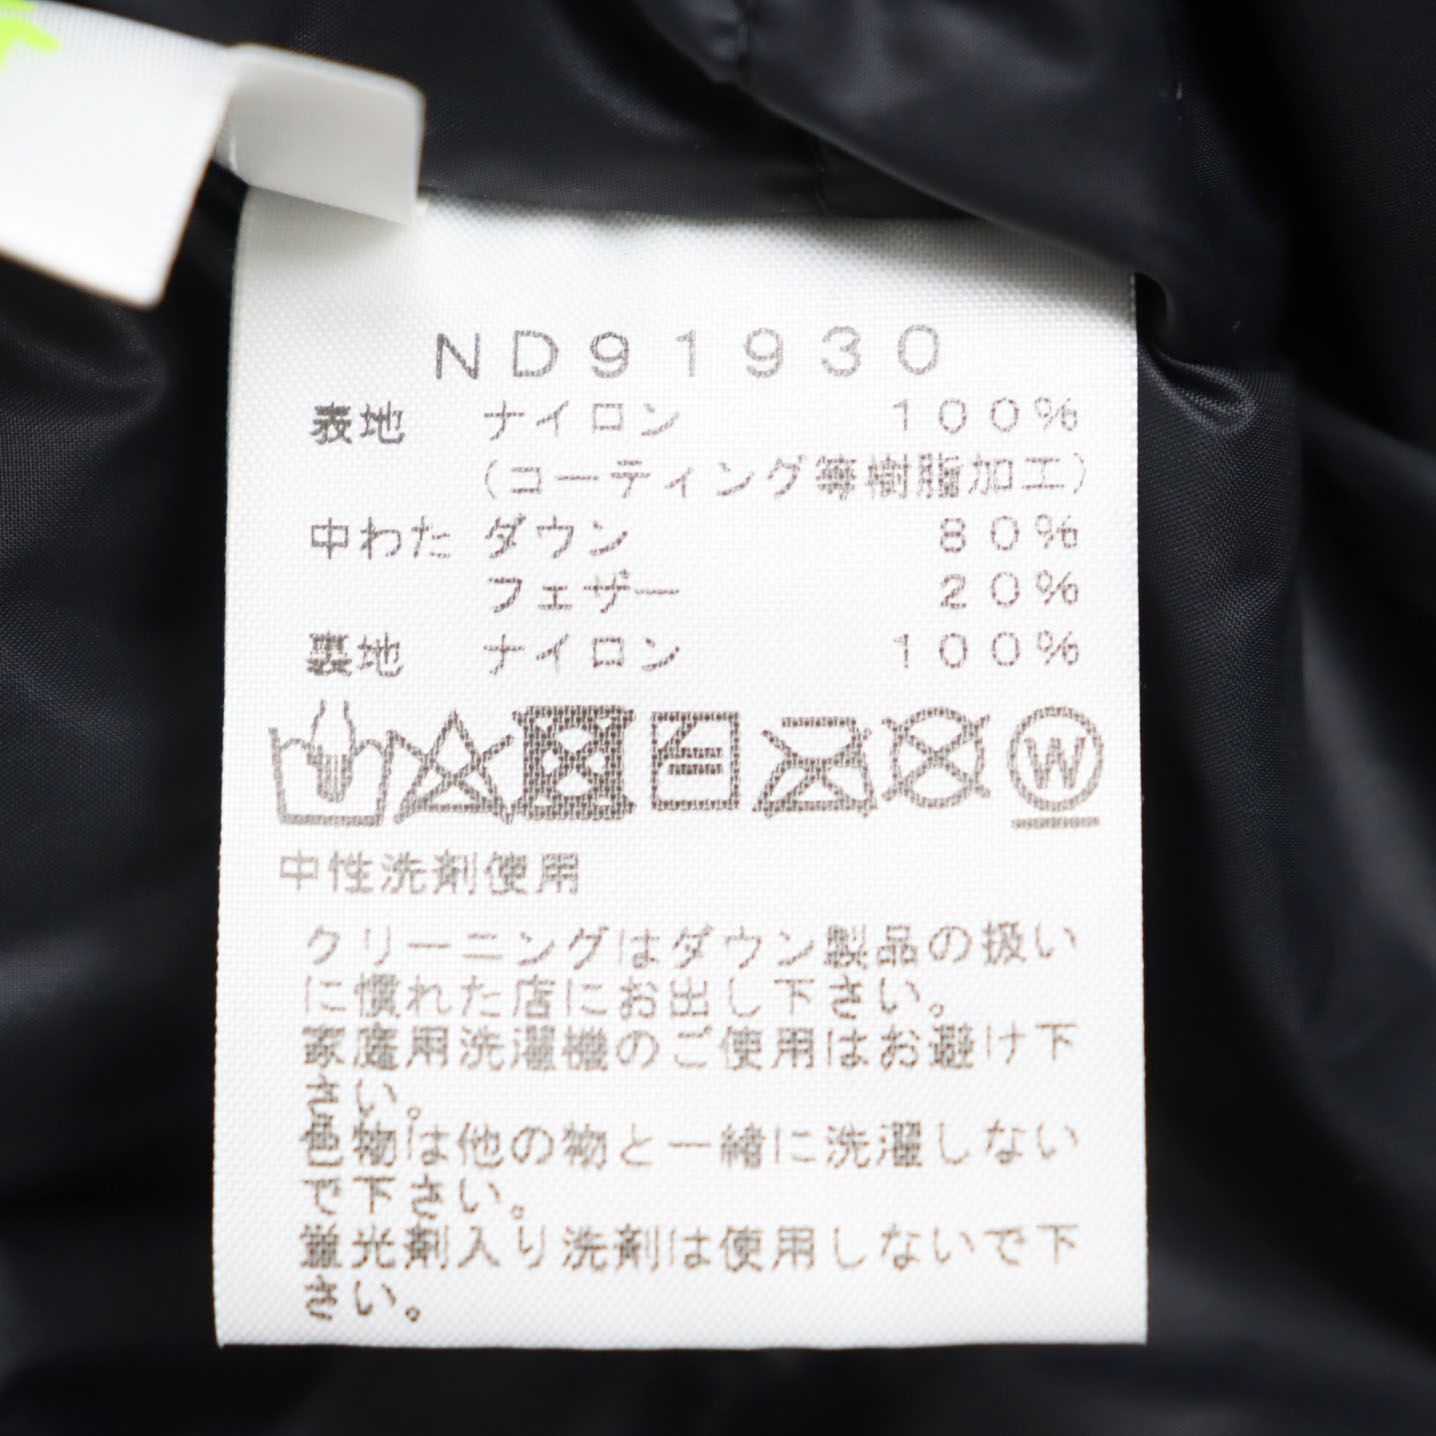 ND91930
表地 ナイロン 100%
(コーティング等樹脂加工)
中わた ダウン 80%
フェザー 20%
裏地 ナイロン 100%
W
中性洗剤使用
クリーニングはダウン製品の扱い
に慣れた店にお出し下さい。
家庭用洗濯機のご使用はお避け下
さい。
色物は他の物と一緒に洗濯しない
で下さい。
蛍光剤入り洗剤は使用しないで下
さい。